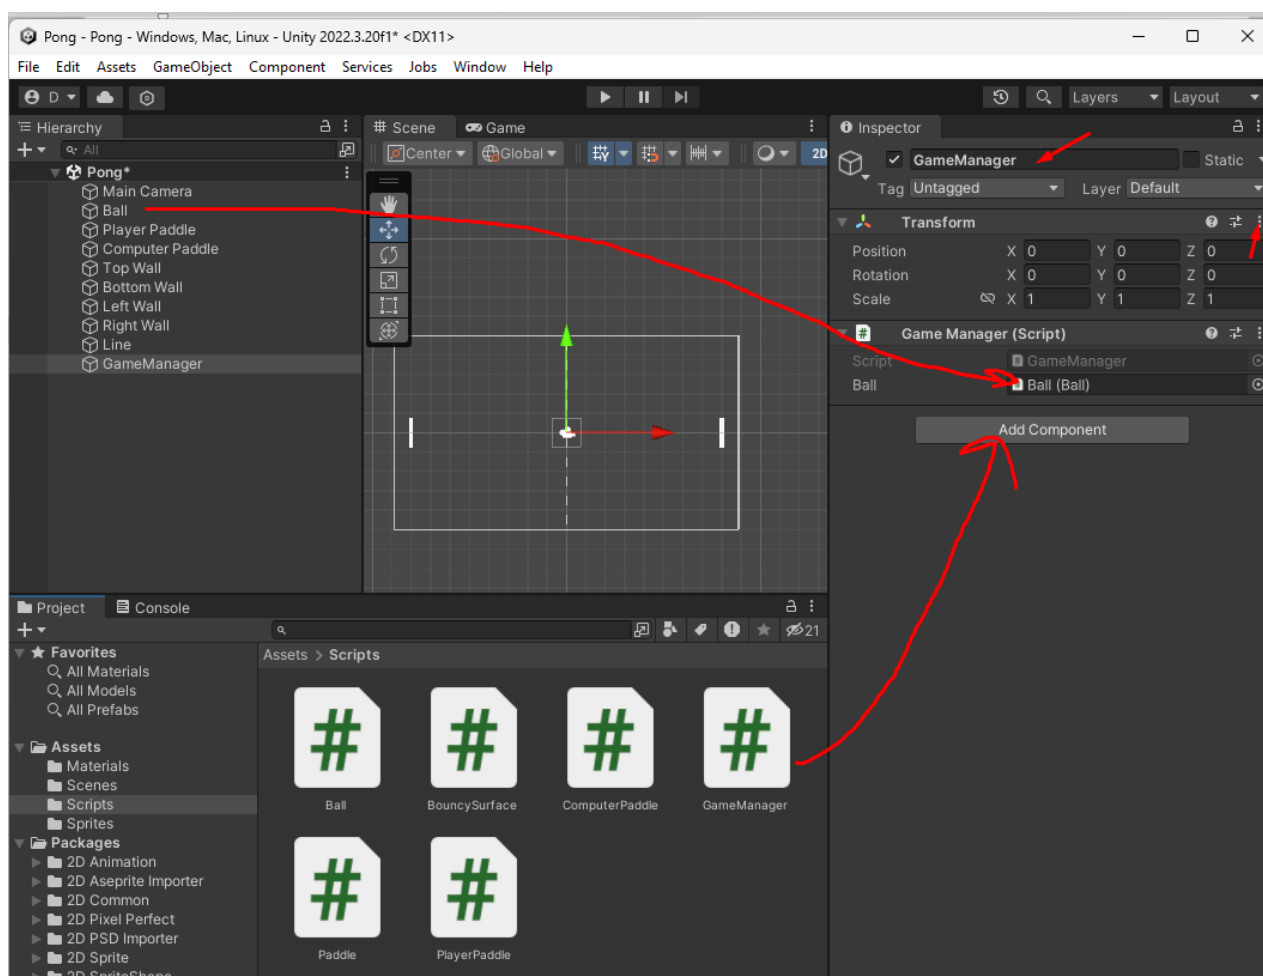 Pong - Pong - Windows, Mac, Linux - Unity 2022.3.20f1* <DX11>
File Edit Assets GameObject Component Services Jobs Window Help
D Layers Layout
Hierarchy
All
Pong*
Main Camera
Ball
Player Paddle
Computer Paddle
Top Wall
Bottom Wall
Left Wall
Right Wall
Line
GameManager
Scene Game
Center Global 2D
Inspector
GameManager Static
Tag Untagged Layer Default
Transform
Position X 0 Y 0 Z 0
Rotation X 0 Y 0 Z 0
Scale X 1 Y 1 Z 1
# Game Manager (Script)
Script GameManager
Ball Ball (Ball)
Add Component
Project Console
21
Favorites
All Materials
All Models
All Prefabs
Assets
Materials
Scenes
Scripts
Sprites
Packages
2D Animation
2D Aseprite Importer
2D Common
2D Pixel Perfect
2D PSD Importer
2D Sprite
2D SpriteShape
Assets > Scripts
# # # #
Ball BouncySurface ComputerPaddle GameManager
# #
Paddle PlayerPaddle